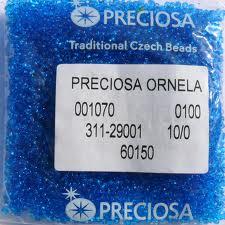 PRECIOSA
Traditional Czech Beads
PRECIOSA ORNELA
001070 0100
311-29001 10/0
60150
PRECIOSA